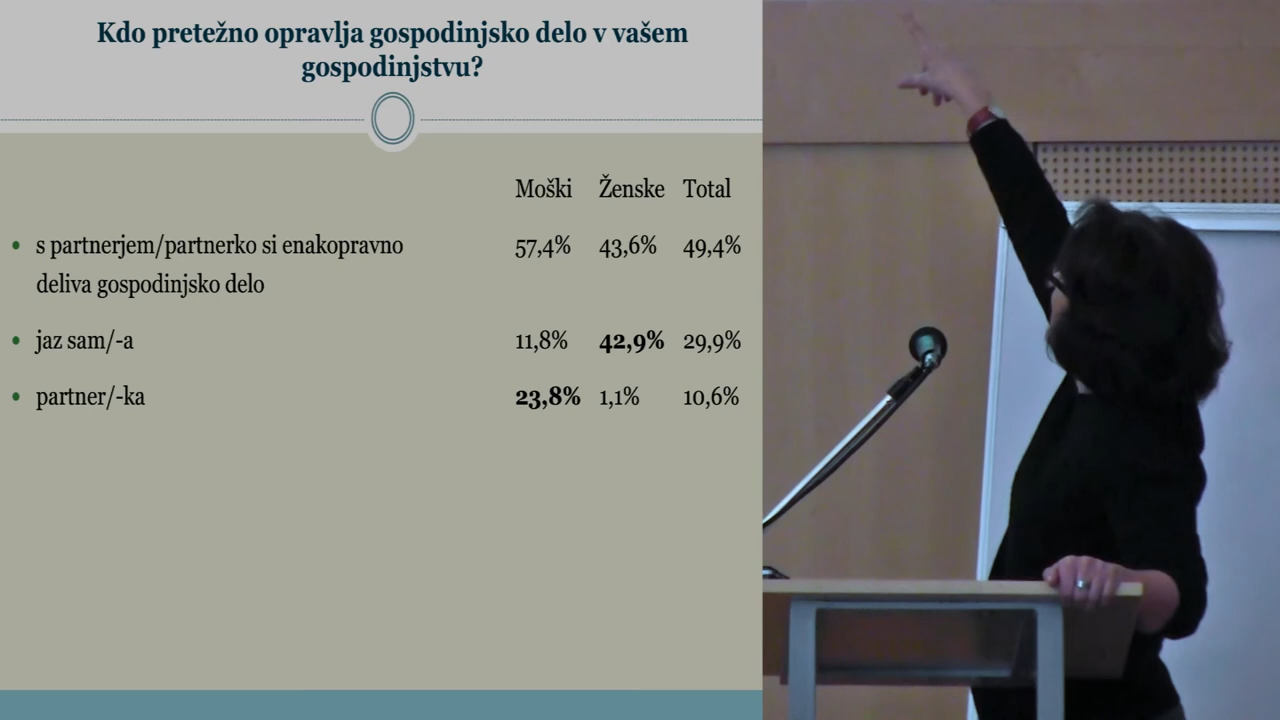 Kdo pretežno opravlja gospodinjsko delo v vašem
gospodinjstvu?
Moški Ženske Total
• s partnerjem/partnerko si enakopravno 57,4% 43,6% 49,4%
deliva gospodinjsko delo
• jaz sam/-a 11,8% 42,9% 29,9%
• partner/-ka 23,8% 1,1% 10,6%